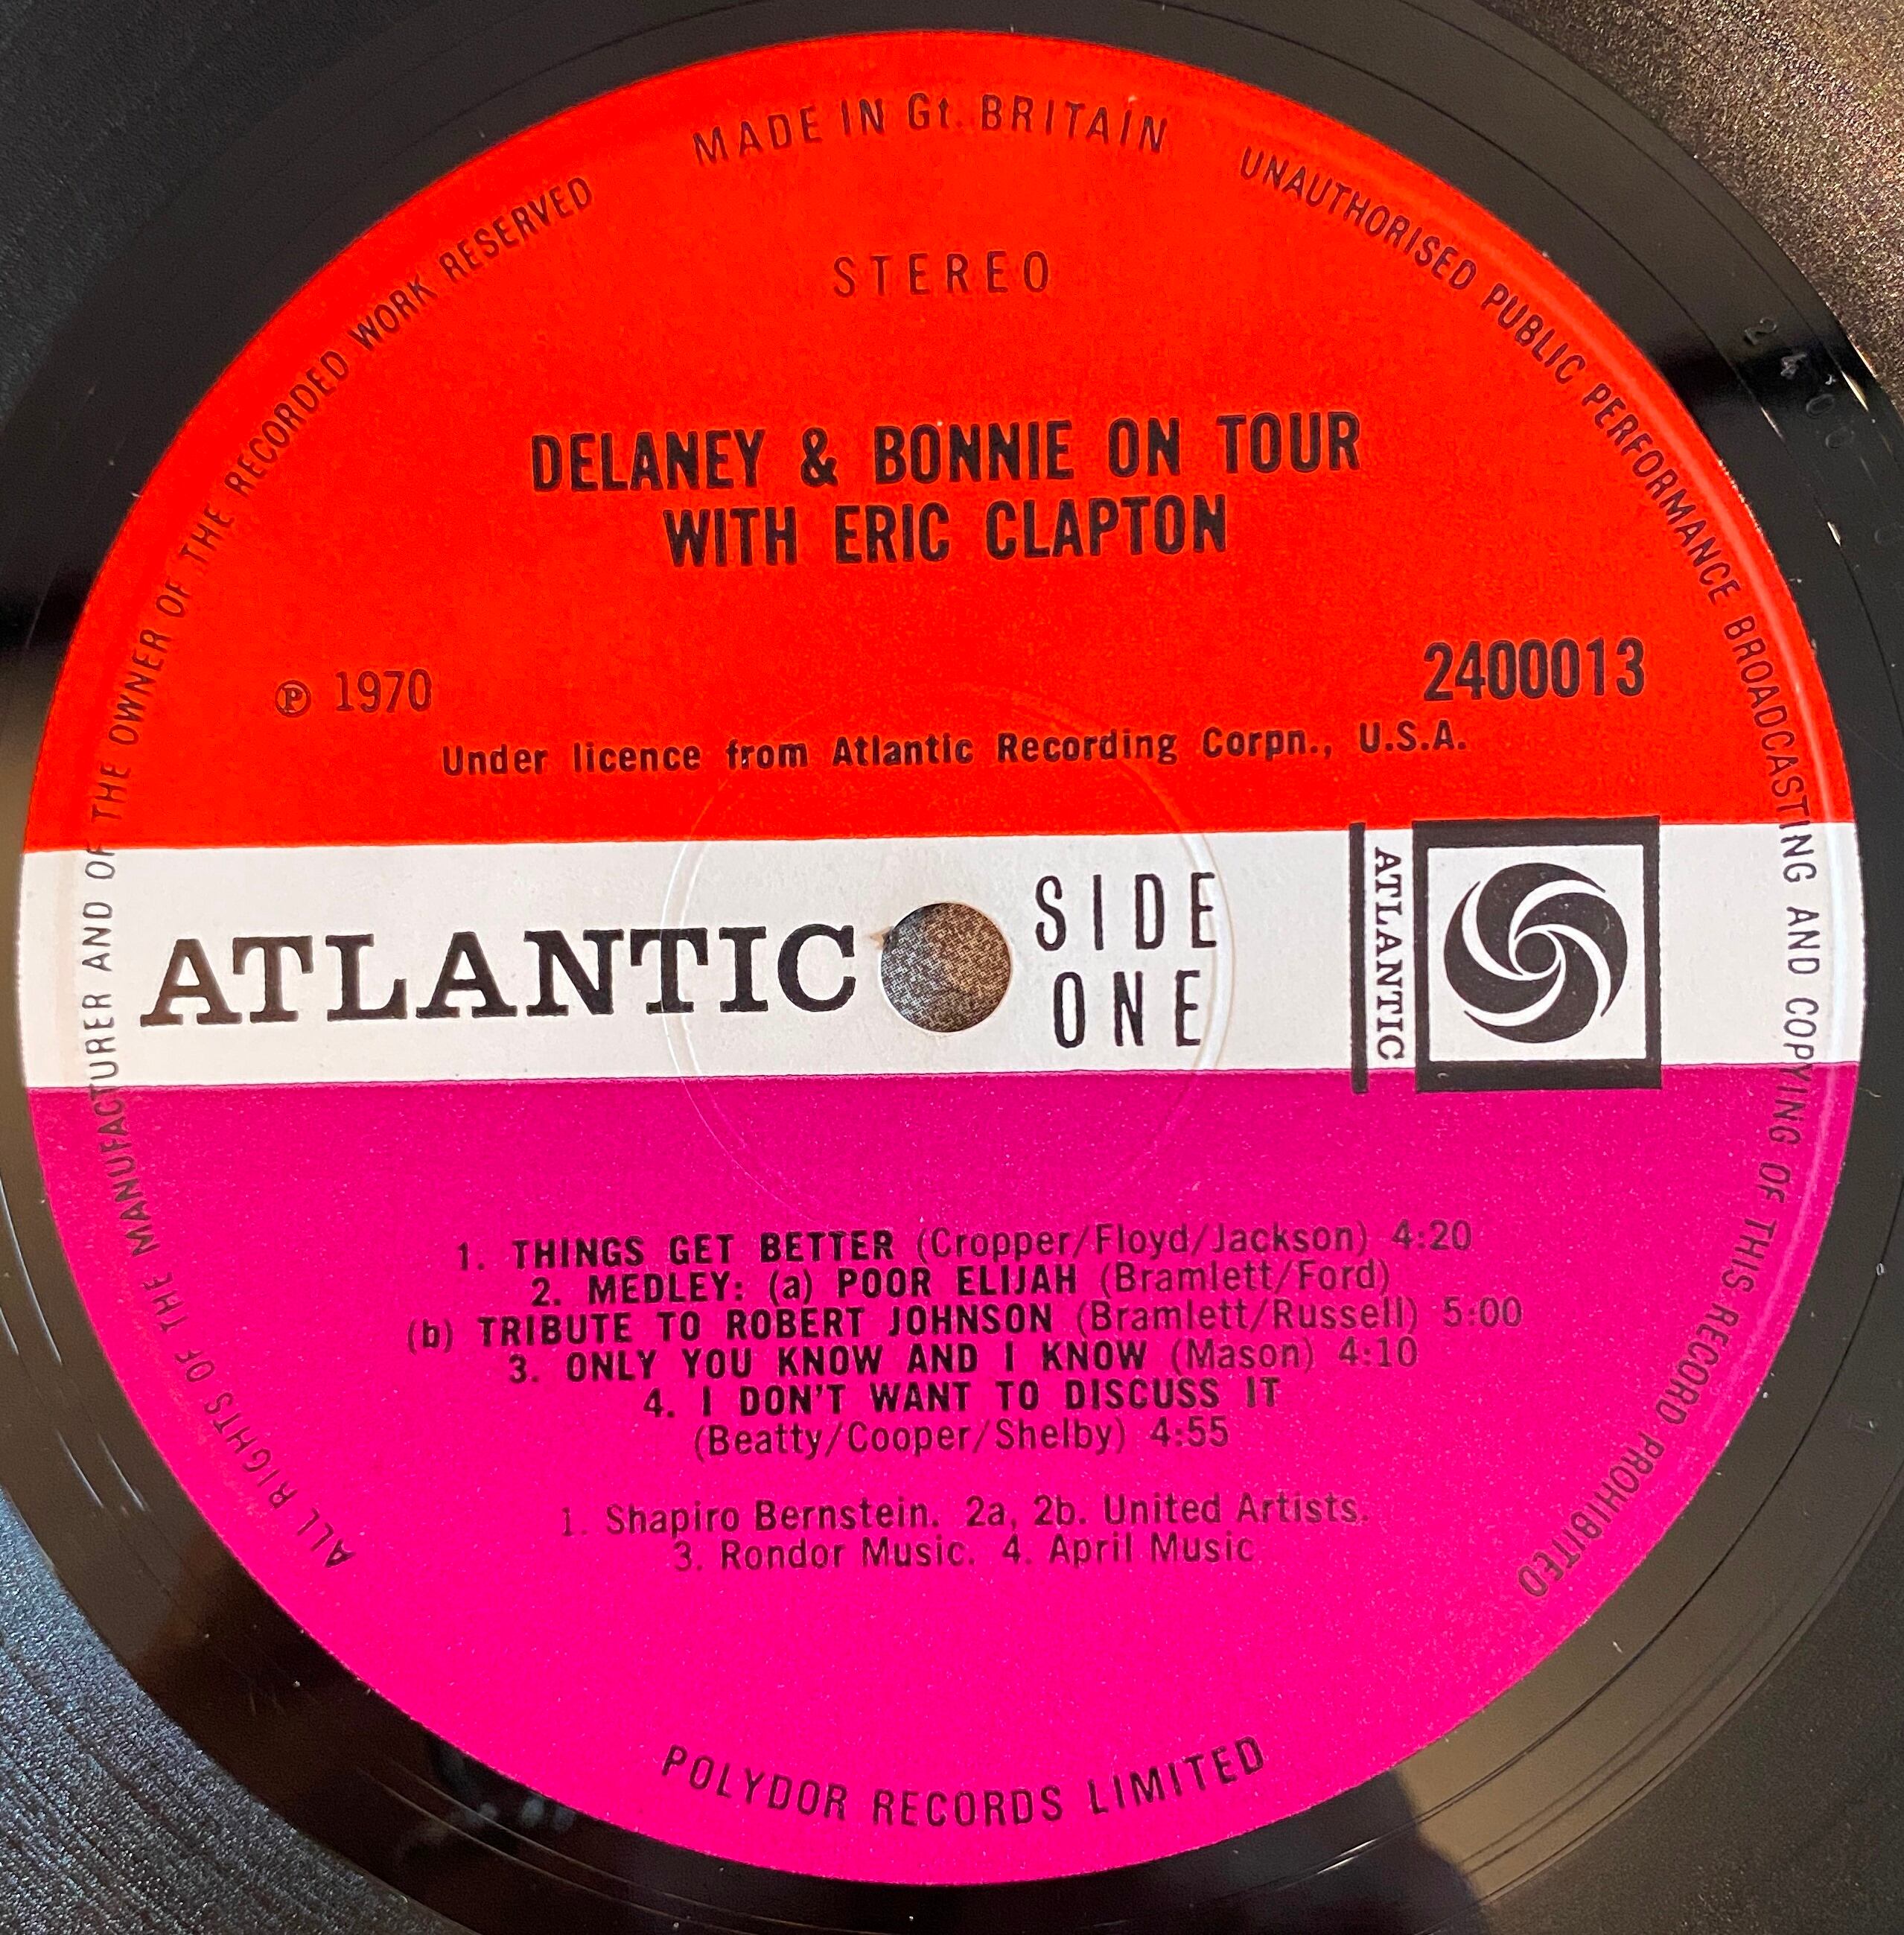 MADE IN Gt. BRITAIN
UNAUTHORISED PUBLIC PERFORMANCE BROADCASTING AND COPYING OF THIS RECORD PROHIBITED
ALL RIGHTS OF THE MANUFACTURER AND OF THE OWNER OF THE RECORDED WORK RESERVED
STEREO
DELANEY & BONNIE ON TOUR
WITH ERIC CLAPTON
2400013
℗ 1970
Under licence from Atlantic Recording Corpn., U.S.A.
ATLANTIC
SIDE
ONE
ATLANTIC
1. THINGS GET BETTER (Cropper/Floyd/Jackson) 4:20
2. MEDLEY: (a) POOR ELIJAH (Bramlett/Ford)
(b) TRIBUTE TO ROBERT JOHNSON (Bramlett/Russell) 5:00
3. ONLY YOU KNOW AND I KNOW (Mason) 4:10
4. I DON'T WANT TO DISCUSS IT
(Beatty/Cooper/Shelby) 4:55
1. Shapiro Bernstein. 2a, 2b. United Artists.
3. Rondor Music. 4. April Music
POLYDOR RECORDS LIMITED